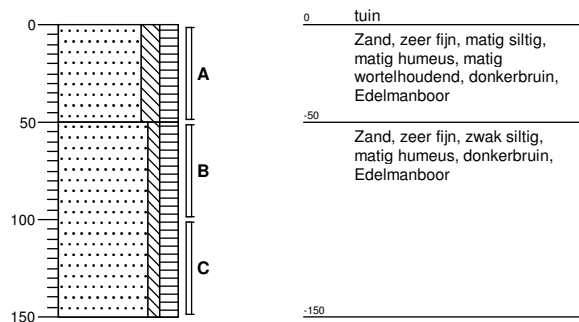 0
50
100
150
A
B
C
0 tuin
Zand, zeer fijn, matig siltig,
matig humeus, matig
wortelhoudend, donkerbruin,
Edelmanboor
-50
Zand, zeer fijn, zwak siltig,
matig humeus, donkerbruin,
Edelmanboor
-150